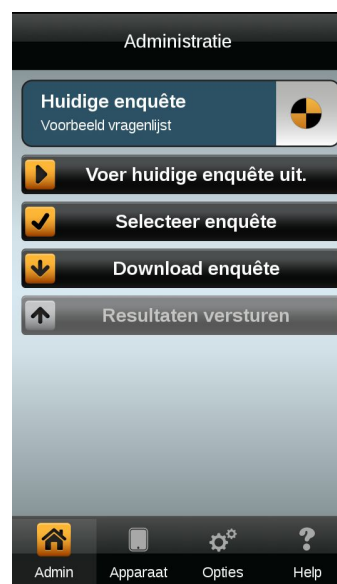 Administratie
Huidige enquête
Voorbeeld vragenlijst
Voer huidige enquête uit.
Selecteer enquête
Download enquête
Resultaten versturen
Admin Apparaat Opties Help